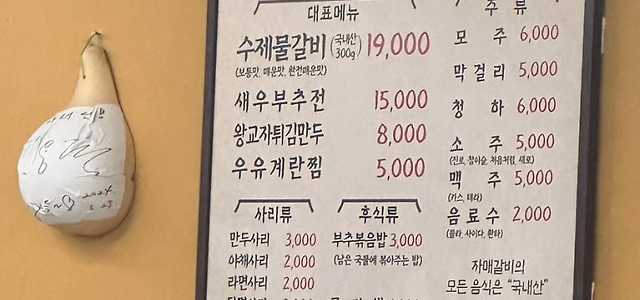 대표메뉴
수제물갈비 (국내산 300g) 19,000
(보통맛, 매운맛, 완전매운맛)
새우부추전 15,000
왕교자튀김만두 8,000
우유계란찜 5,000
사리류
만두사리 3,000
야채사리 2,000
라면사리 2,000
후식류
부추볶음밥 3,000
(남은 국물에 볶아주는 밥)
주류
모주 6,000
막걸리 5,000
청하 6,000
소주 5,000
(진로, 참이슬, 처음처럼, 새로)
맥주 5,000
(카스, 테라)
음료수 2,000
(콜라, 사이다, 환타)
자매갈비의
모든 음식은 "국내산"